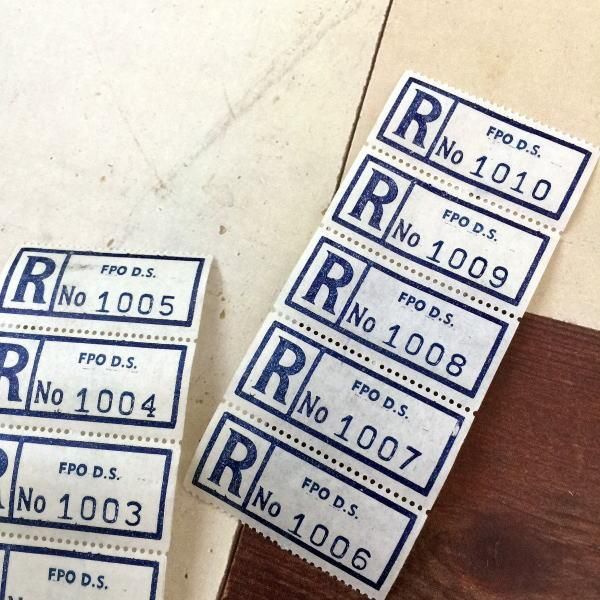 R FPO D.S.
No 1005
R FPO D.S.
No 1004
R FPO D.S.
No 1003
FPO D.S.
R FPO D.S.
No 1010
R FPO D.S.
No 1009
R FPO D.S.
No 1008
R FPO D.S.
No 1007
R FPO D.S.
No 1006